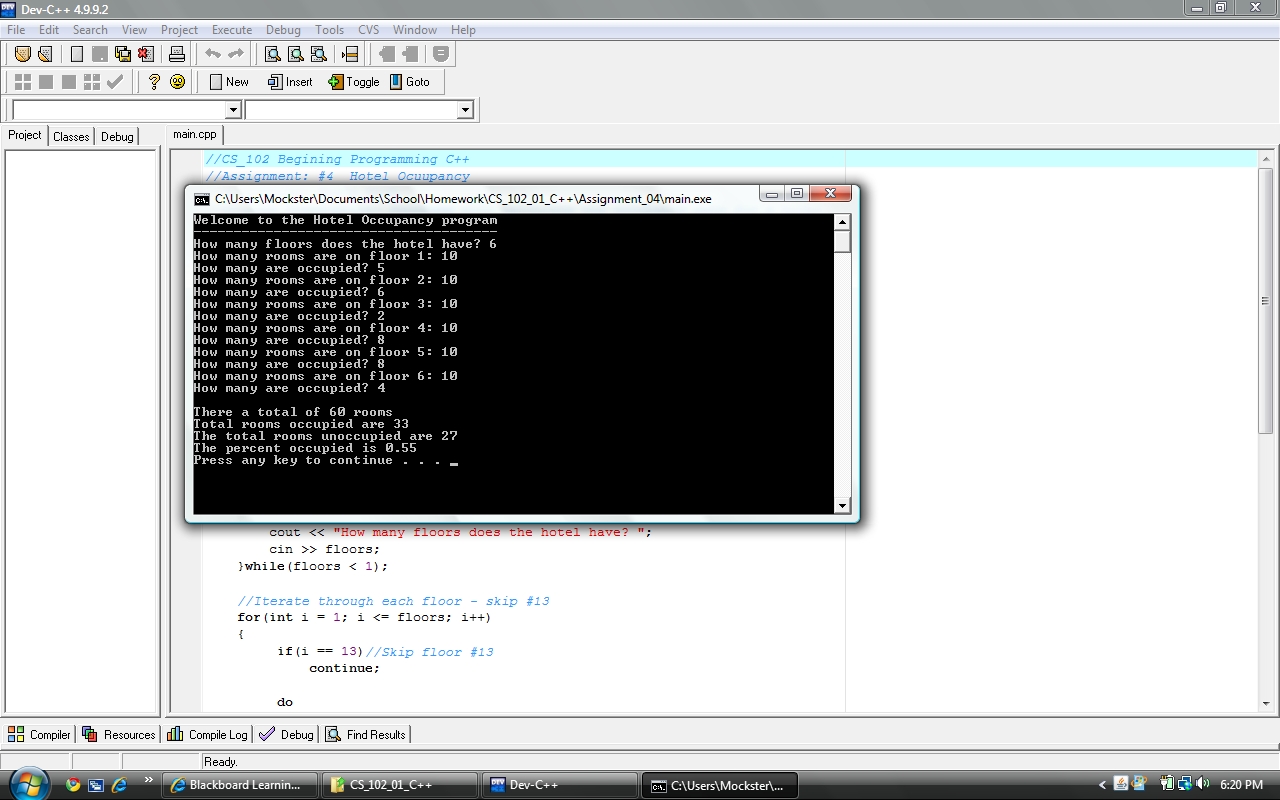 Dev-C++ 4.9.9.2
File Edit Search View Project Execute Debug Tools CVS Window Help
New Insert Toggle Goto
Project Classes Debug
main.cpp
//CS_102 Begining Programming C++
//Assignment: #4 Hotel Ocuupancy
C:\Users\Mockster\Documents\School\Homework\CS_102_01_C++\Assignment_04\main.exe
Welcome to the Hotel Occupancy program
--------------------------------------
How many floors does the hotel have? 6
How many rooms are on floor 1: 10
How many are occupied? 5
How many rooms are on floor 2: 10
How many are occupied? 6
How many rooms are on floor 3: 10
How many are occupied? 2
How many rooms are on floor 4: 10
How many are occupied? 8
How many rooms are on floor 5: 10
How many are occupied? 8
How many rooms are on floor 6: 10
How many are occupied? 4
There a total of 60 rooms
Total rooms occupied are 33
The total rooms unoccupied are 27
The percent occupied is 0.55
Press any key to continue . . . _
cout << "How many floors does the hotel have? ";
cin >> floors;
}while(floors < 1);
//Iterate through each floor - skip #13
for(int i = 1; i <= floors; i++)
{
if(i == 13)//Skip floor #13
continue;
do
Compiler Resources Compile Log Debug Find Results
Ready.
Blackboard Learnin... CS_102_01_C++ Dev-C++ C:\Users\Mockster\... 6:20 PM